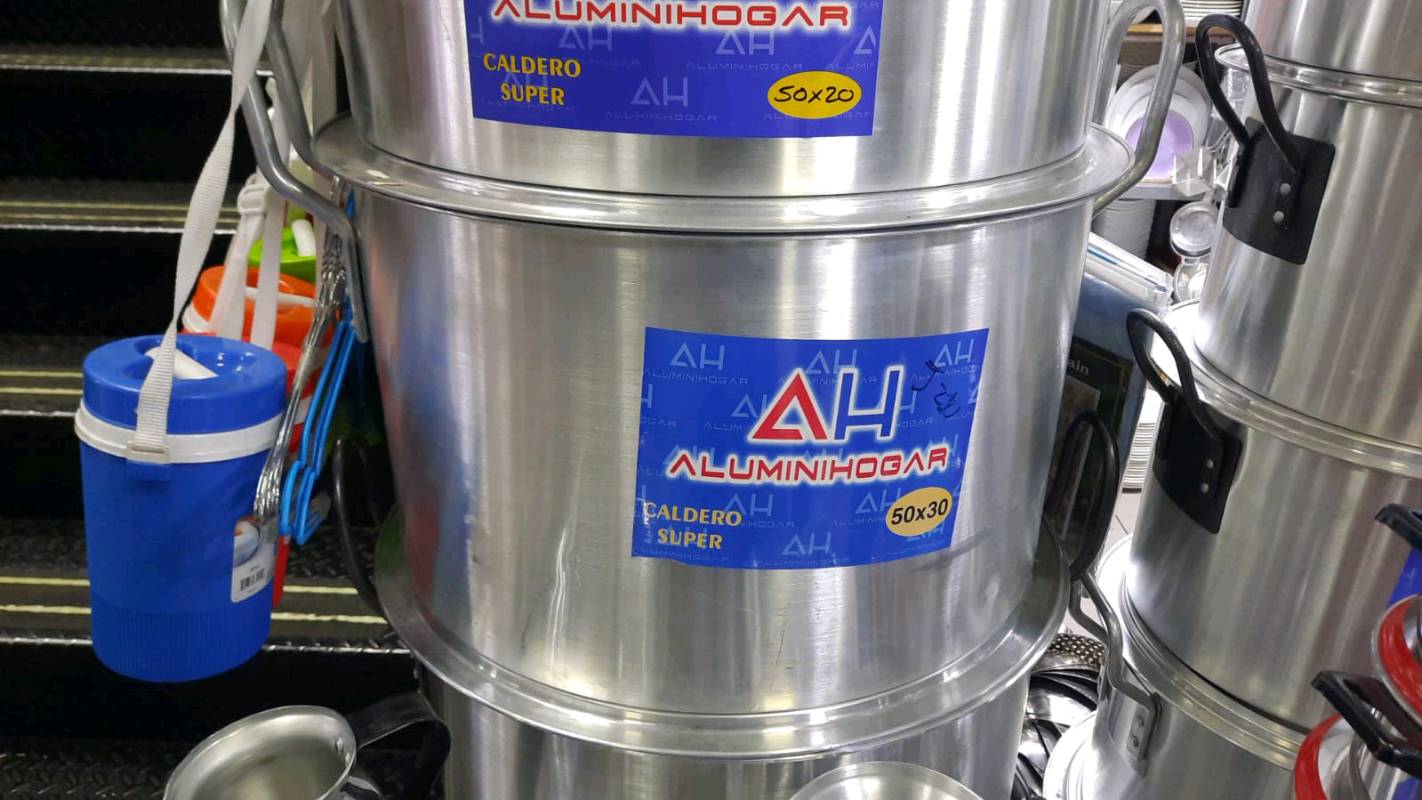 ALUMINIHOGAR
CALDERO
SUPER
50x20
AH
ALUMINIHOGAR
CALDERO
SUPER
50x30